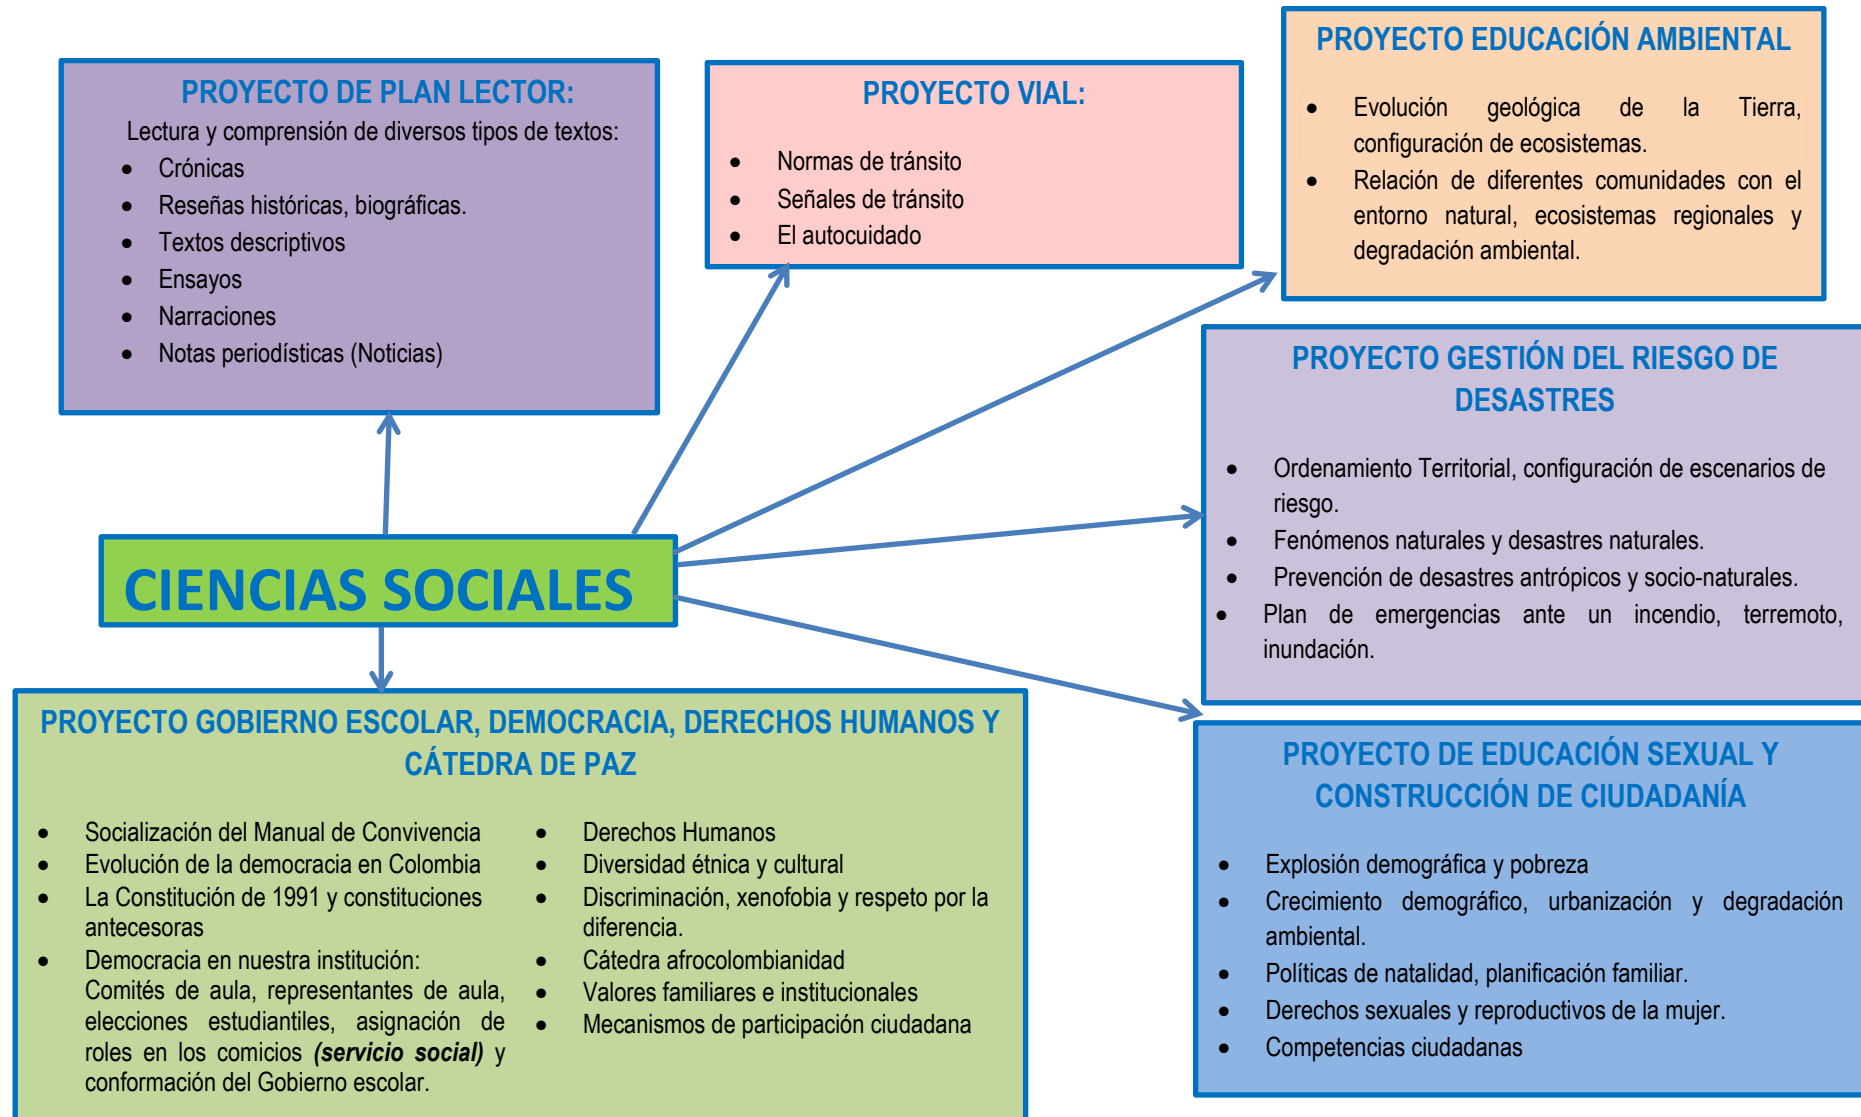 PROYECTO DE PLAN LECTOR:
Lectura y comprensión de diversos tipos de textos:
• Crónicas
• Reseñas históricas, biográficas.
• Textos descriptivos
• Ensayos
• Narraciones
• Notas periodísticas (Noticias)
PROYECTO VIAL:
• Normas de tránsito
• Señales de tránsito
• El autocuidado
PROYECTO EDUCACIÓN AMBIENTAL
• Evolución geológica de la Tierra,
configuración de ecosistemas.
• Relación de diferentes comunidades con el
entorno natural, ecosistemas regionales y
degradación ambiental.
PROYECTO GESTIÓN DEL RIESGO DE
DESASTRES
• Ordenamiento Territorial, configuración de escenarios de
riesgo.
• Fenómenos naturales y desastres naturales.
• Prevención de desastres antrópicos y socio-naturales.
• Plan de emergencias ante un incendio, terremoto,
inundación.
CIENCIAS SOCIALES
PROYECTO GOBIERNO ESCOLAR, DEMOCRACIA, DERECHOS HUMANOS Y
CÁTEDRA DE PAZ
• Socialización del Manual de Convivencia
• Evolución de la democracia en Colombia
• La Constitución de 1991 y constituciones
antecesoras
• Democracia en nuestra institución:
Comités de aula, representantes de aula,
elecciones estudiantiles, asignación de
roles en los comicios (servicio social) y
conformación del Gobierno escolar.
• Derechos Humanos
• Diversidad étnica y cultural
• Discriminación, xenofobia y respeto por la
diferencia.
• Cátedra afrocolombianidad
• Valores familiares e institucionales
• Mecanismos de participación ciudadana
PROYECTO DE EDUCACIÓN SEXUAL Y
CONSTRUCCIÓN DE CIUDADANÍA
• Explosión demográfica y pobreza
• Crecimiento demográfico, urbanización y degradación
ambiental.
• Políticas de natalidad, planificación familiar.
• Derechos sexuales y reproductivos de la mujer.
• Competencias ciudadanas